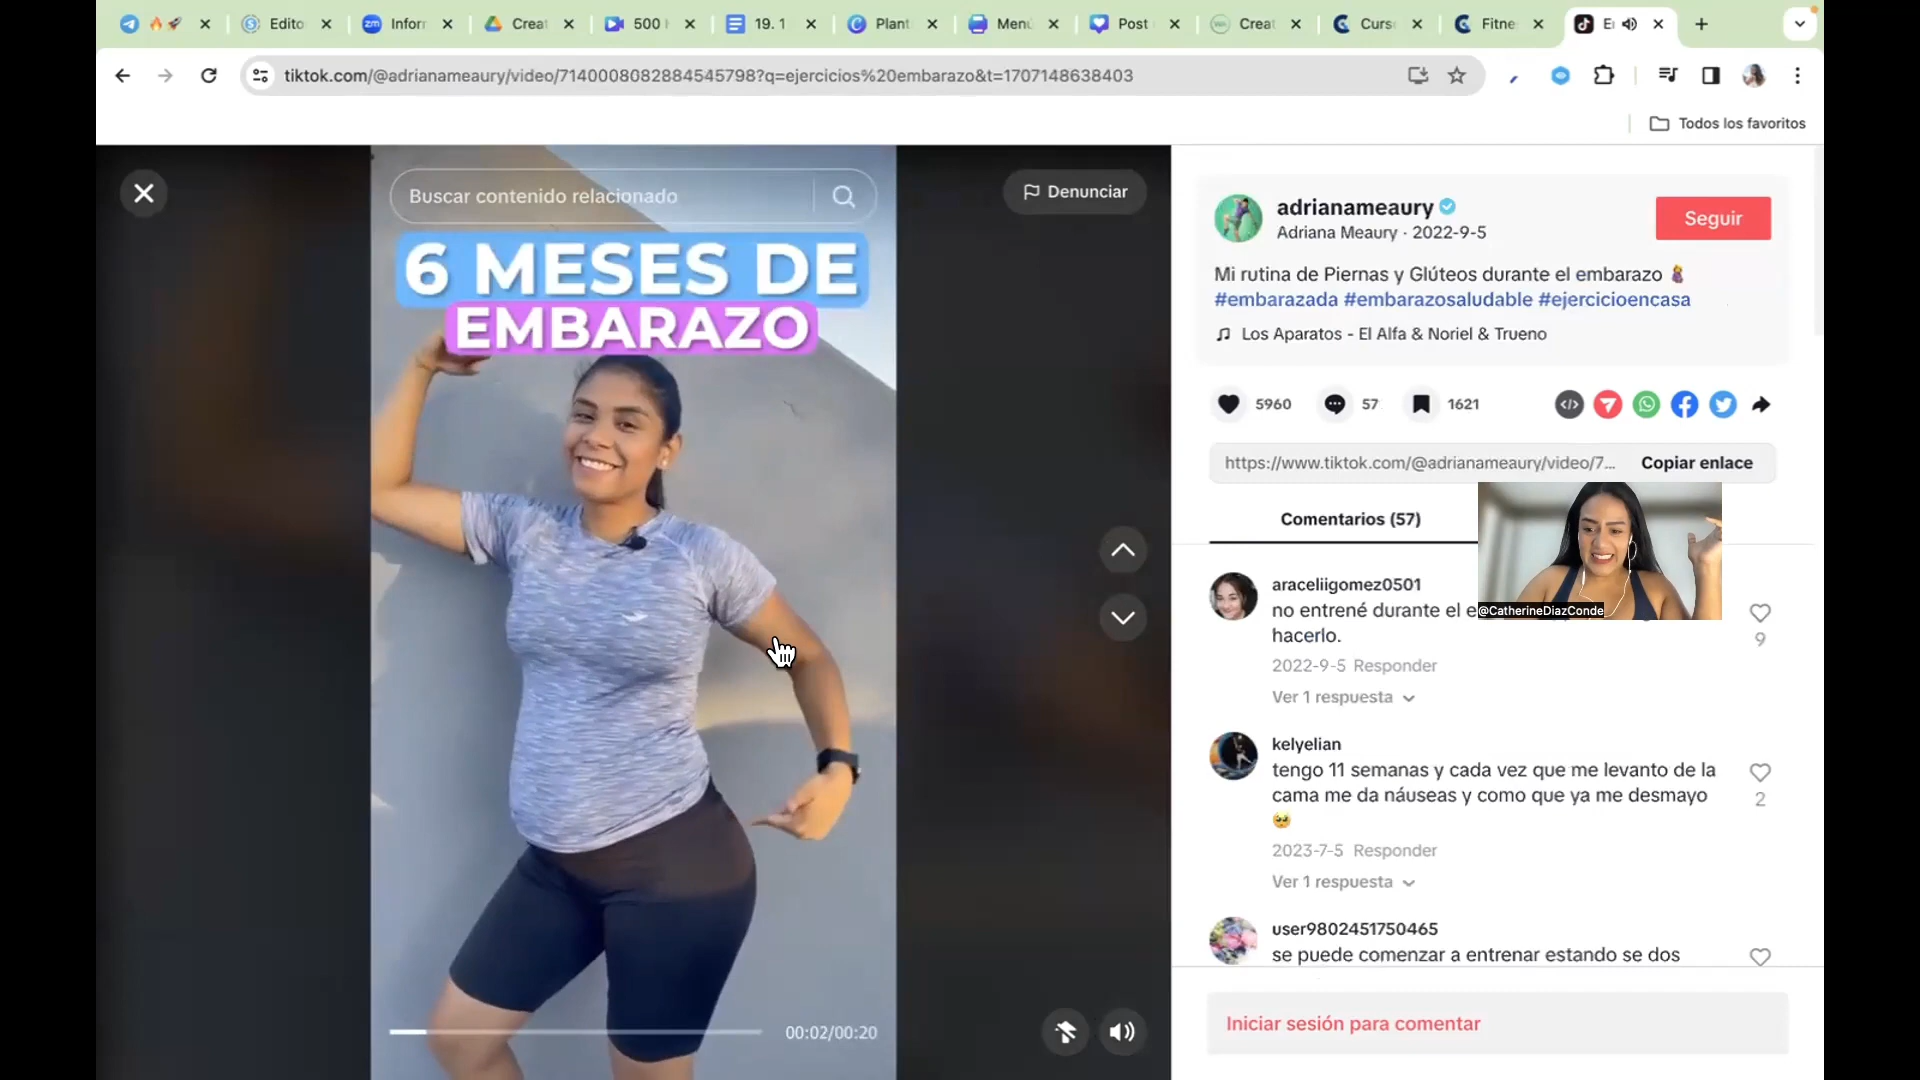 Edito
Infor
Creat
500
19. 1
Plant
Menú
Post
Creat
Curs
Fitne
tiktok.com/@adrianameaury/video/7140008082884545798?q=ejercicios%20embarazo&t=1707148638403
Todos los favoritos
Buscar contenido relacionado
Denunciar
6 MESES DE
EMBARAZO
00:02/00:20
adrianameaury
Adriana Meaury · 2022-9-5
Seguir
Mi rutina de Piernas y Glúteos durante el embarazo
#embarazada #embarazosaludable #ejercicioencasa
Los Aparatos - El Alfa & Noriel & Trueno
5960
57
1621
https://www.tiktok.com/@adrianameaury/video/7...
Copiar enlace
Comentarios (57)
@CatherineDiazConde
araceliigomez0501
no entrené durante el e
hacerlo.
9
2022-9-5 Responder
Ver 1 respuesta
kelyelian
tengo 11 semanas y cada vez que me levanto de la
cama me da náuseas y como que ya me desmayo
2
2023-7-5 Responder
Ver 1 respuesta
user9802451750465
se puede comenzar a entrenar estando se dos
Iniciar sesión para comentar